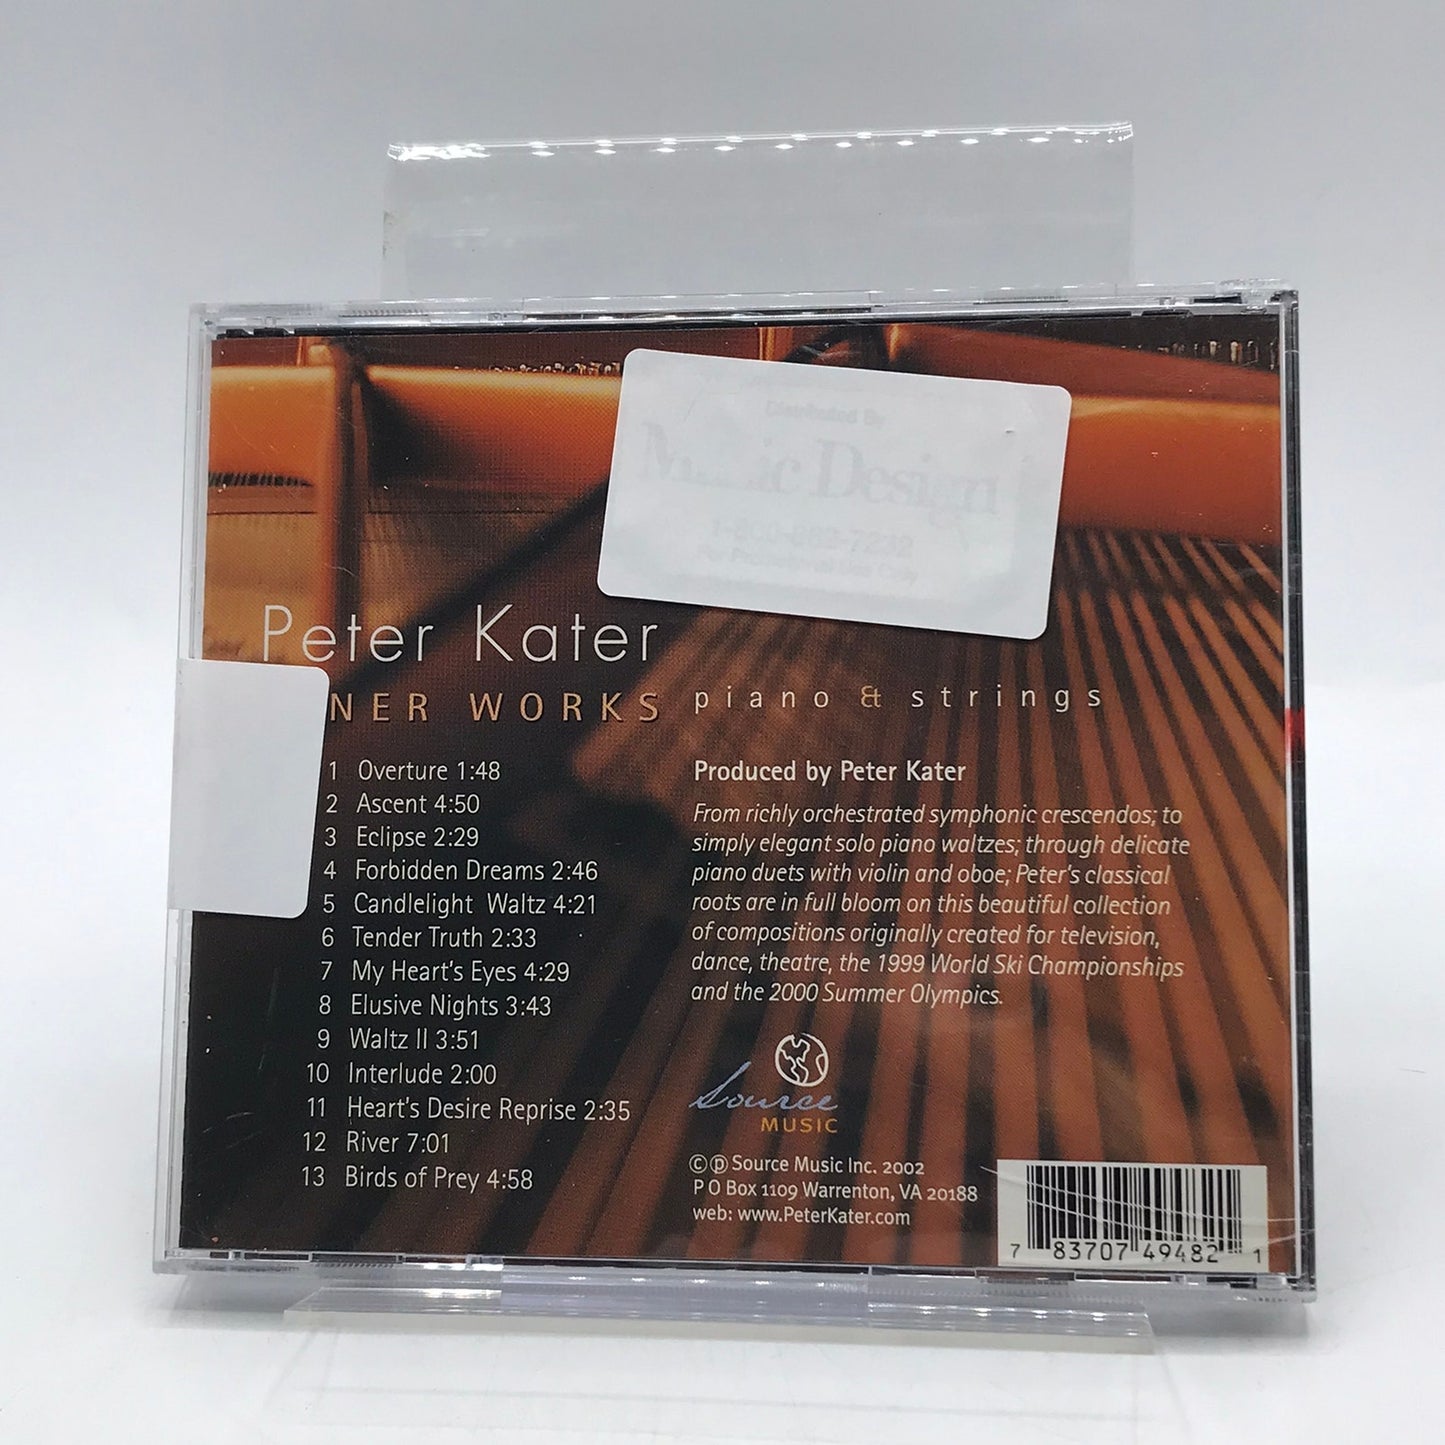 Distributed By
Music Design
For Promotional Use Only
Peter Kater
NER WORKS piano & strings
1 Overture 1:48
2 Ascent 4:50
3 Eclipse 2:29
4 Forbidden Dreams 2:46
5 Candlelight Waltz 4:21
6 Tender Truth 2:33
7 My Heart's Eyes 4:29
8 Elusive Nights 3:43
9 Waltz II 3:51
10 Interlude 2:00
11 Heart's Desire Reprise 2:35
12 River 7:01
13 Birds of Prey 4:58
Produced by Peter Kater
From richly orchestrated symphonic crescendos; to
simply elegant solo piano waltzes; through delicate
piano duets with violin and oboe; Peter's classical
roots are in full bloom on this beautiful collection
of compositions originally created for television,
dance, theatre, the 1999 World Ski Championships
and the 2000 Summer Olympics.
Source
MUSIC
©℗ Source Music Inc. 2002
P O Box 1109 Warrenton, VA 20188
web: www.PeterKater.com
7 83707 49482 1